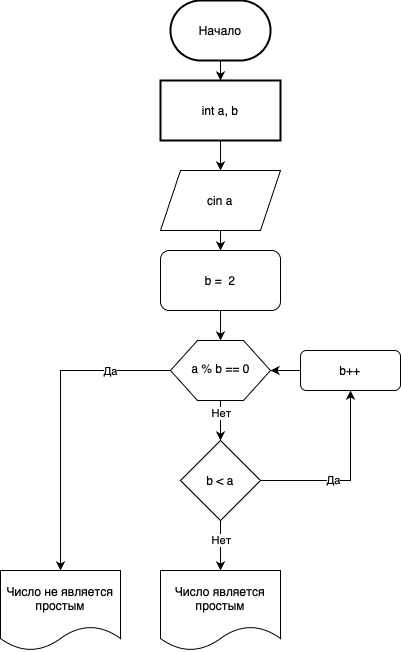 Начало
int a, b
cin a
b =  2
a % b == 0
b++
Да
Нет
b < a
Да
Нет
Число не является
простым
Число является
простым